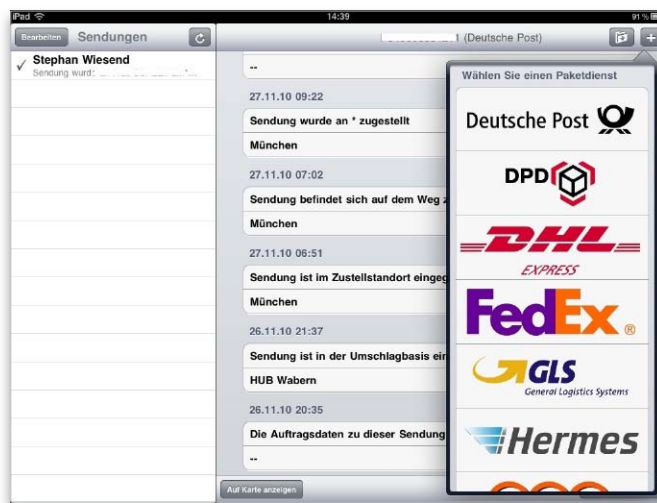 iPad
14:39
91 %
Bearbeiten
Sendungen
1 (Deutsche Post)
Stephan Wiesend
Sendung wurd:
--
27.11.10 09:22
Sendung wurde an * zugestellt
München
27.11.10 07:02
Sendung befindet sich auf dem Weg z
München
27.11.10 06:51
Sendung ist im Zustellstandort eingeg
München
26.11.10 21:37
Sendung ist in der Umschlagbasis ein
HUB Wabern
26.11.10 20:35
Die Auftragsdaten zu dieser Sendung
--
Auf Karte anzeigen
Wählen Sie einen Paketdienst
Deutsche Post
DPD
DHL
EXPRESS
FedEx ®
GLS
General Logistics Systems
Hermes